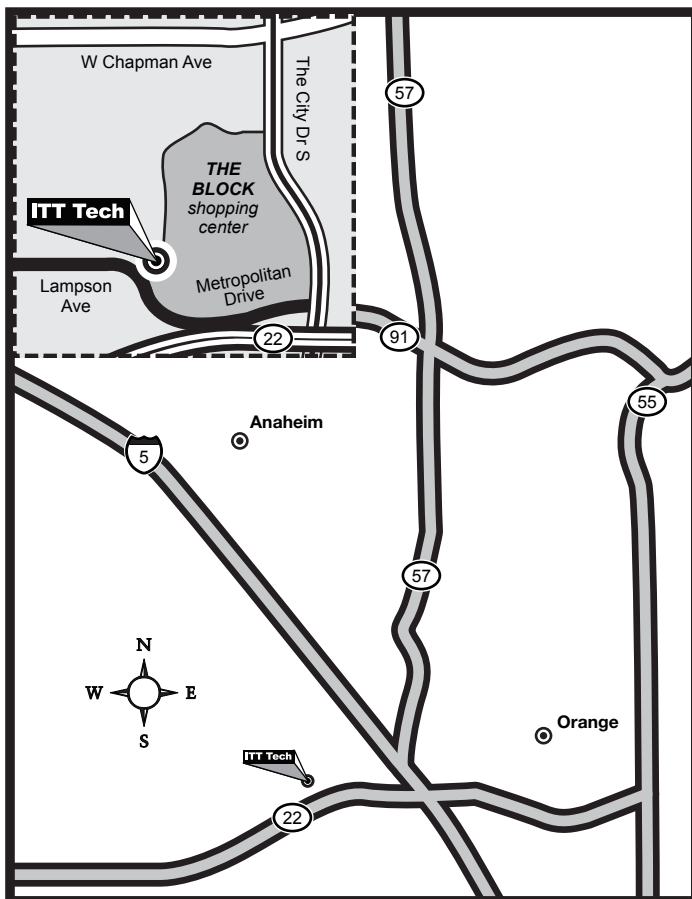 W Chapman Ave
The City Dr S
57
THE
BLOCK
shopping
center
ITT Tech
Lampson
Ave
Metropolitan
Drive
22
91
55
Anaheim
5
57
N
W
E
S
Orange
ITT Tech
22